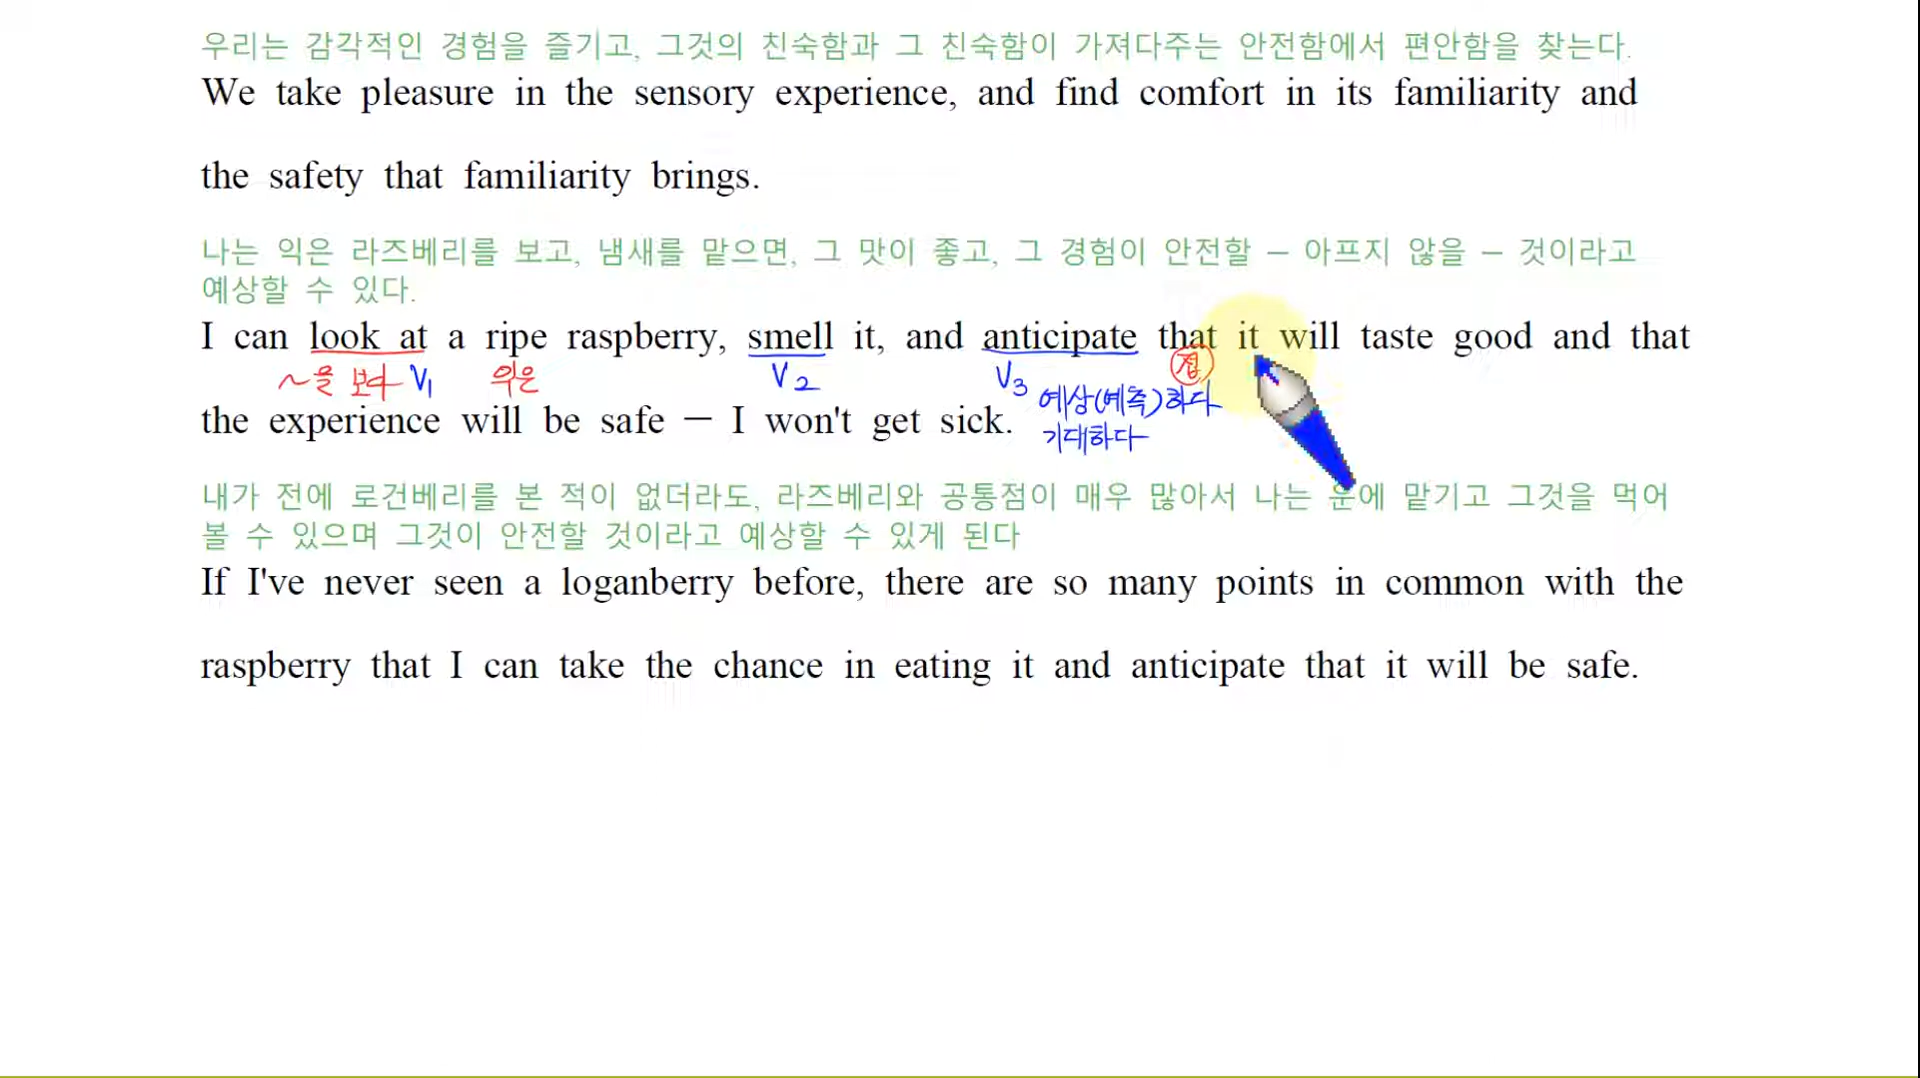 우리는 감각적인 경험을 즐기고, 그것의 친숙함과 그 친숙함이 가져다주는 안전함에서 편안함을 찾는다.
We take pleasure in the sensory experience, and find comfort in its familiarity and
the safety that familiarity brings.
나는 익은 라즈베리를 보고, 냄새를 맡으면, 그 맛이 좋고, 그 경험이 안전할 – 아프지 않을 – 것이라고
예상할 수 있다.
I can look at a ripe raspberry, smell it, and anticipate that it will taste good and that
~을 보다 V1 익은 V2 V3 접
예상(예측)하다
the experience will be safe – I won't get sick.
기대하다
내가 전에 로건베리를 본 적이 없더라도, 라즈베리와 공통점이 매우 많아서 나는 운에 맡기고 그것을 먹어
볼 수 있으며 그것이 안전할 것이라고 예상할 수 있게 된다
If I've never seen a loganberry before, there are so many points in common with the
raspberry that I can take the chance in eating it and anticipate that it will be safe.